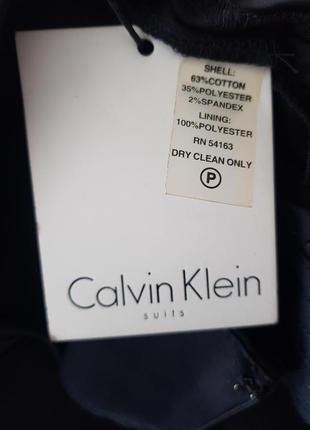 SHELL:
63%COTTON
35%POLYESTER
2%SPANDEX
LINING:
100%POLYESTER
RN 54163
DRY CLEAN ONLY
P
Calvin Klein
suits